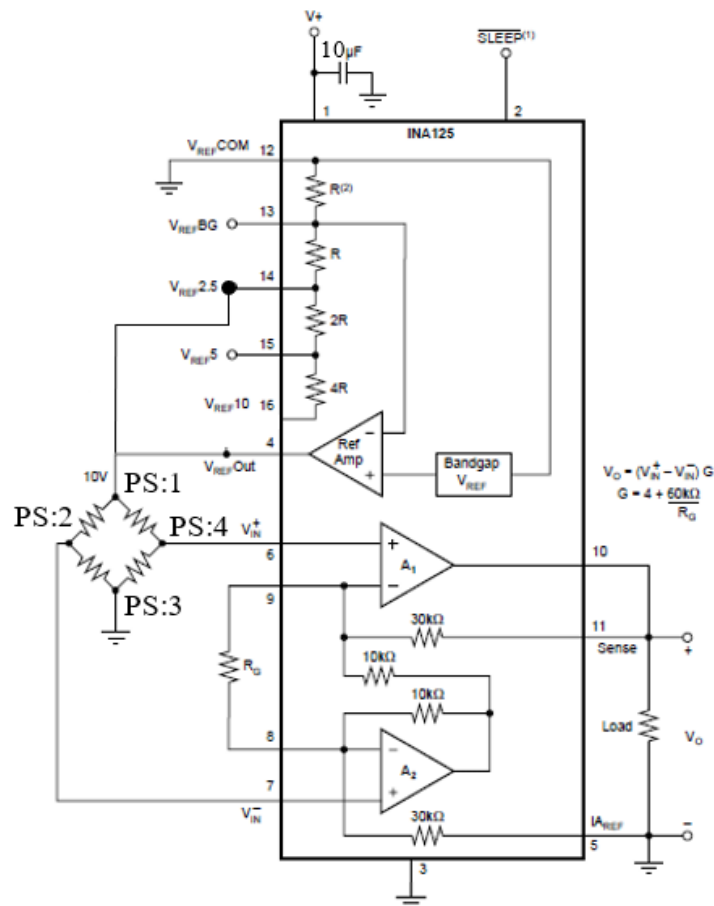 V+
SLEEP(1)
10µF
1
2
INA125
VREFCOM
12
R(2)
VREFBG
13
R
VREF2.5
14
2R
VREF5
15
4R
VREF10
16
4
VREFOut
Ref
Amp
−
+
Bandgap
VREF
10V
PS:1
PS:2
PS:4
PS:3
VO = (VIN+ − VIN−) G
G = 4 + 60kΩ
RG
VIN+
6
+
−
A1
10
9
30kΩ
11
Sense
+
10kΩ
RG
10kΩ
Load
VO
8
−
+
A2
7
VIN−
30kΩ
IAREF
5
−
3